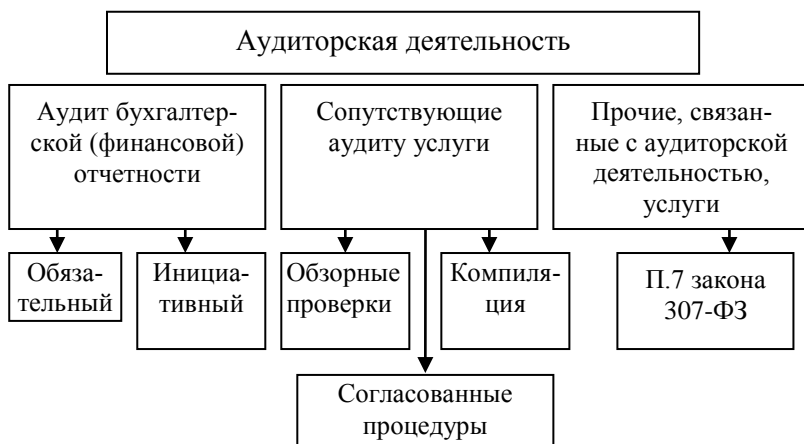 Аудиторская деятельность
Аудит бухгалтер-
ской (финансовой)
отчетности
Сопутствующие
аудиту услуги
Прочие, связан-
ные с аудиторской
деятельностью,
услуги
Обяза-
тельный
Инициа-
тивный
Обзорные
проверки
Компиля-
ция
П.7 закона
307-ФЗ
Согласованные
процедуры